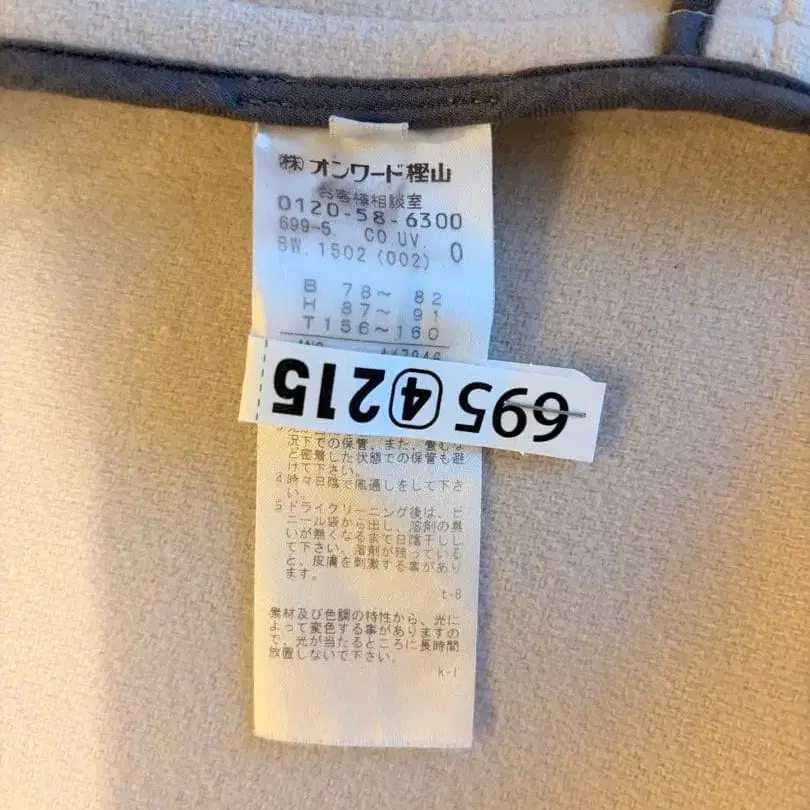 ㈱オンワード樫山
お客様相談室
0120-58-6300
699-5. CO.UV.
BW.1502(002) 0
B 78～ 82
H 87～ 91
T156～160
215④695
況下での保管、また、畳むな
ど密着した状態での保管も避
けて下さい。
4 時々日陰で風通しをして下さ
い。
5 ドライクリーニング後は、ビ
ニール袋から出し、溶剤の臭
いが無くなるまで日陰干しし
て下さい。溶剤が残っている
と、皮膚を刺激する事があり
ます。
t-8
素材及び色調の特性から、光に
よって変色する事がありますの
で、光が当たるところに長時間
放置しないで下さい。
k-1